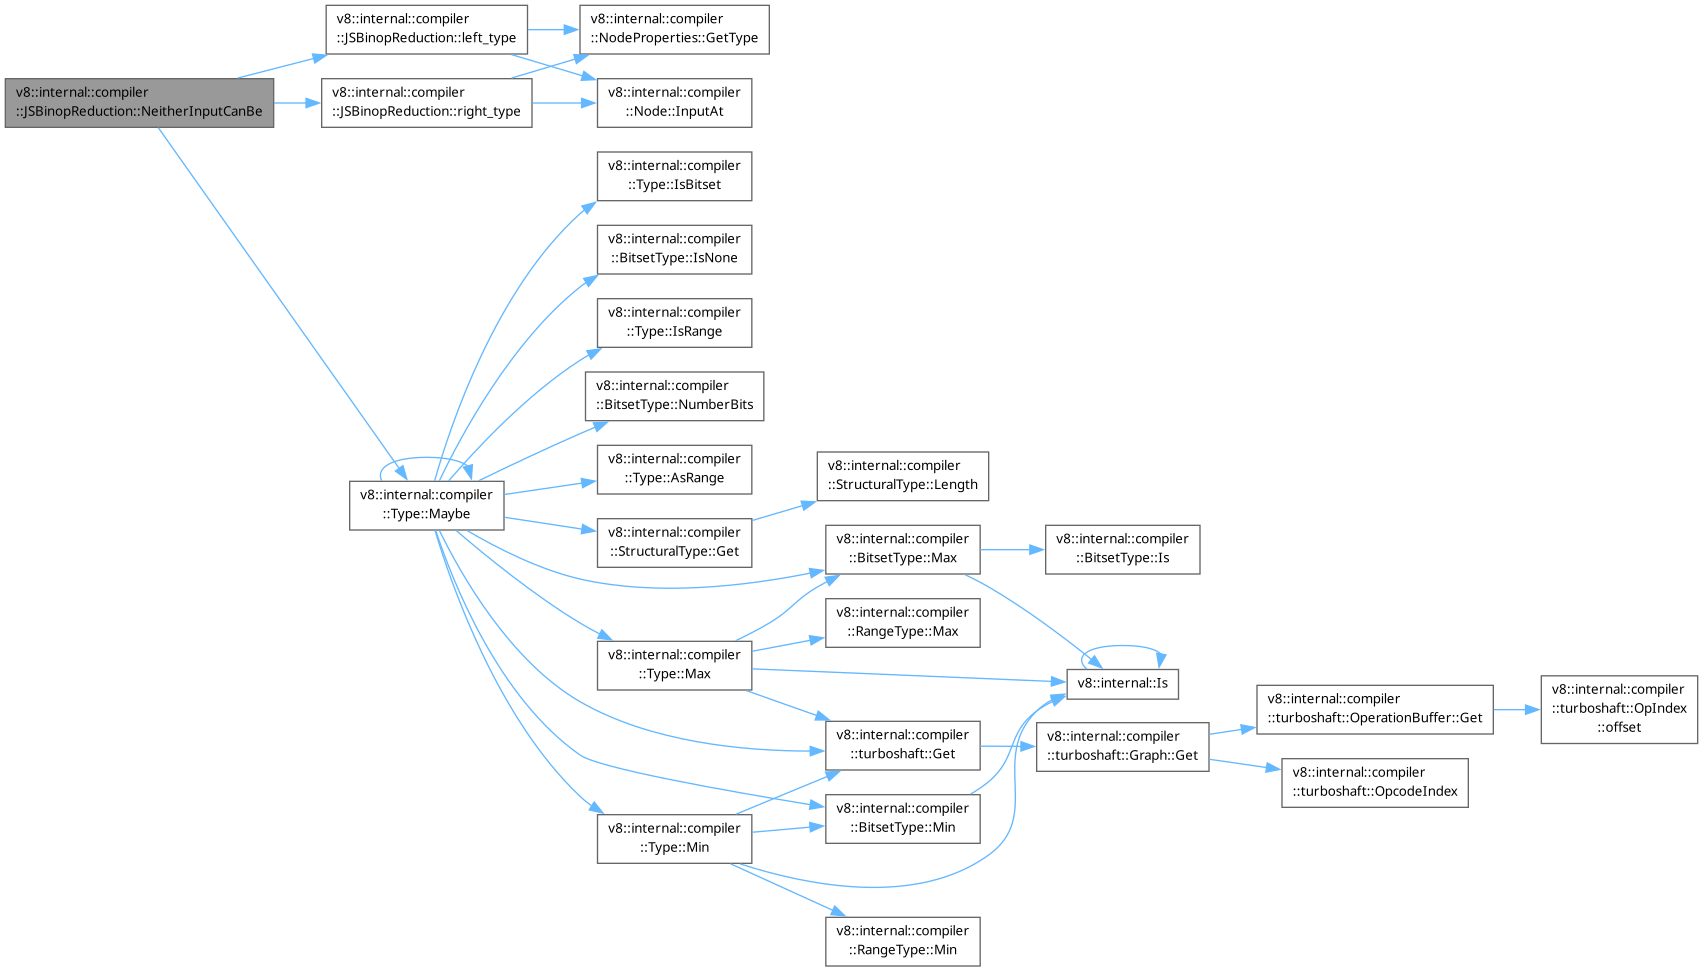 v8::internal::compiler
::JSBinopReduction::NeitherInputCanBe
v8::internal::compiler
::JSBinopReduction::left_type
v8::internal::compiler
::NodeProperties::GetType
v8::internal::compiler
::JSBinopReduction::right_type
v8::internal::compiler
::Node::InputAt
v8::internal::compiler
::Type::Maybe
v8::internal::compiler
::Type::IsBitset
v8::internal::compiler
::BitsetType::IsNone
v8::internal::compiler
::Type::IsRange
v8::internal::compiler
::BitsetType::NumberBits
v8::internal::compiler
::Type::AsRange
v8::internal::compiler
::StructuralType::Get
v8::internal::compiler
::StructuralType::Length
v8::internal::compiler
::BitsetType::Max
v8::internal::compiler
::BitsetType::Is
v8::internal::compiler
::RangeType::Max
v8::internal::compiler
::Type::Max
v8::internal::Is
v8::internal::compiler
::turboshaft::Get
v8::internal::compiler
::turboshaft::Graph::Get
v8::internal::compiler
::turboshaft::OperationBuffer::Get
v8::internal::compiler
::turboshaft::OpIndex
::offset
v8::internal::compiler
::turboshaft::OpcodeIndex
v8::internal::compiler
::BitsetType::Min
v8::internal::compiler
::Type::Min
v8::internal::compiler
::RangeType::Min